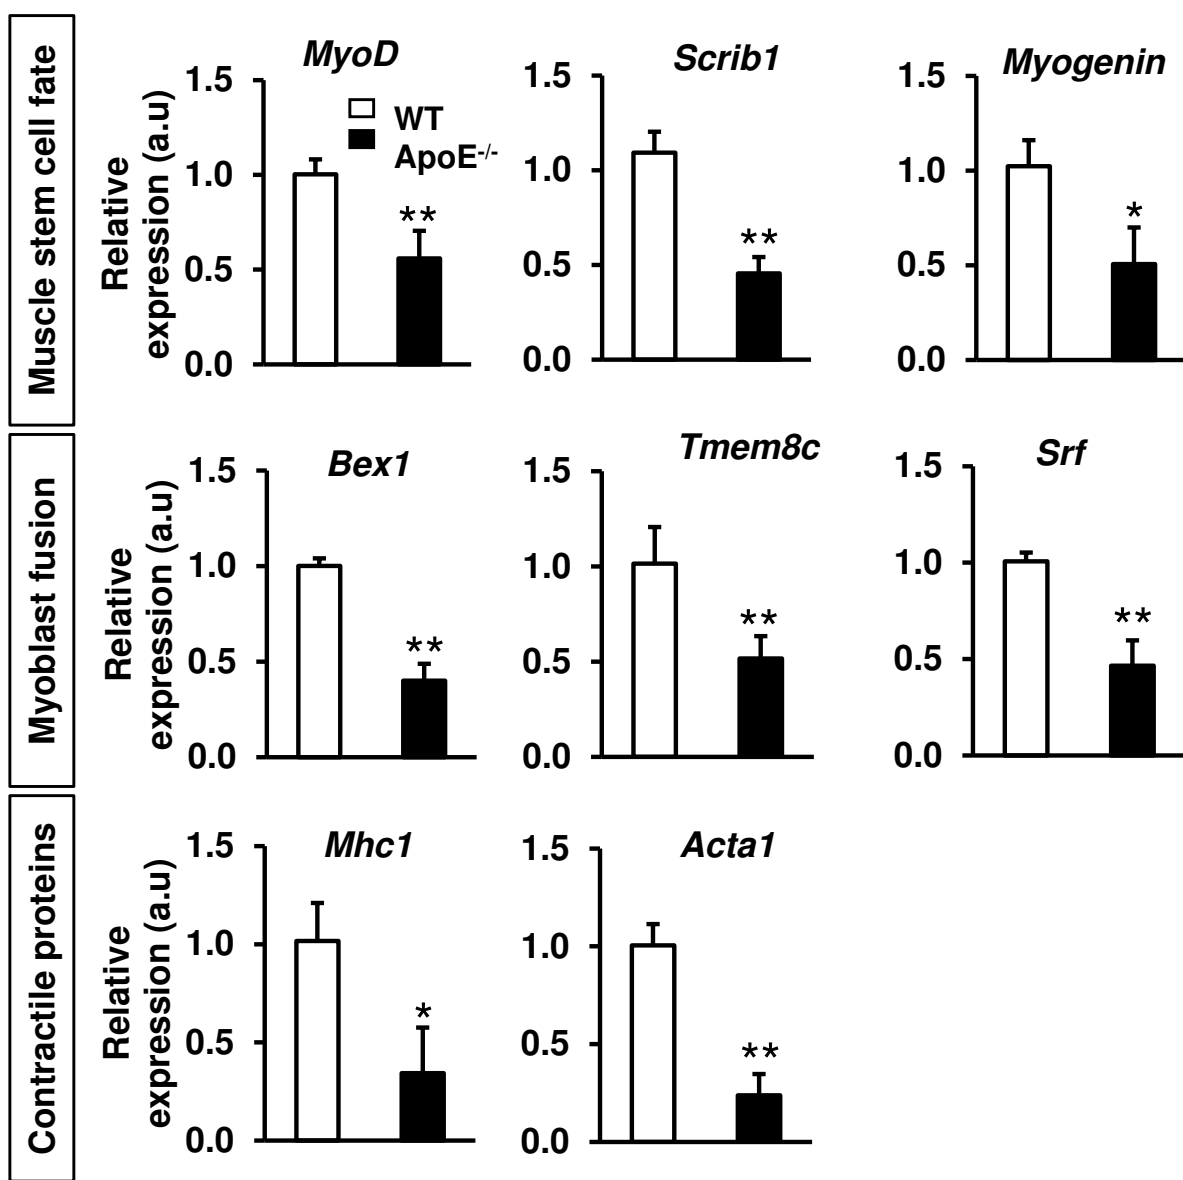 Muscle stem cell fate
Relative
expression (a.u)
MyoD
1.5
1.0
0.5
0.0
WT
ApoE-/-
**
Scrib1
1.5
1.0
0.5
0.0
**
Myogenin
1.5
1.0
0.5
0.0
*
Myoblast fusion
Relative
expression (a.u)
Bex1
1.5
1.0
0.5
0.0
**
Tmem8c
1.5
1.0
0.5
0.0
**
Srf
1.5
1.0
0.5
0.0
**
Contractile proteins
Relative
expression (a.u)
Mhc1
1.5
1.0
0.5
0.0
*
Acta1
1.5
1.0
0.5
0.0
**